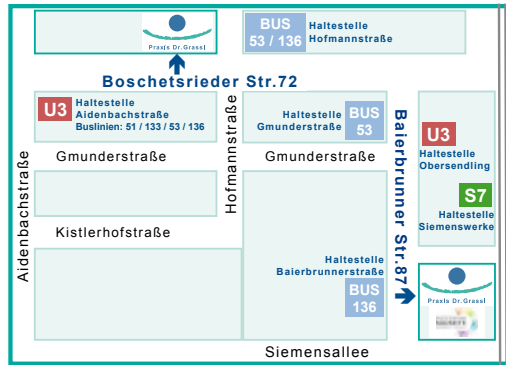 Praxis Dr.Grassl
BUS
53 / 136
Haltestelle
Hofmannstraße
Boschetsrieder Str.72
U3
Haltestelle
Aidenbachstraße
Buslinien: 51 / 133 / 53 / 136
Hofmannstraße
Haltestelle
Gmunderstraße
BUS
53
Baierbrunner Str.87
U3
Haltestelle
Obersendling
Aidenbachstraße
Gmunderstraße
Gmunderstraße
S7
Haltestelle
Siemenswerke
Kistlerhofstraße
Haltestelle
Baierbrunnerstraße
BUS
136
Praxis Dr.Grassl
Siemensallee